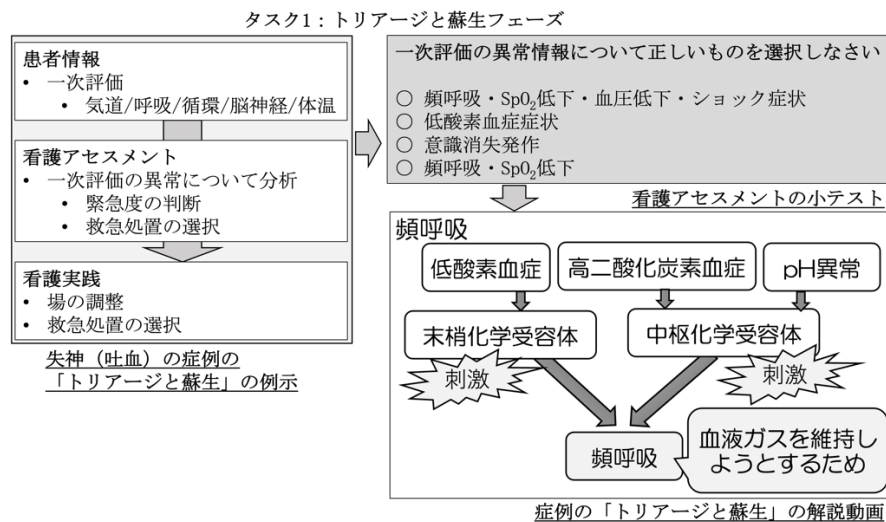 タスク1：トリアージと蘇生フェーズ
患者情報
• 一次評価
• 気道/呼吸/循環/脳神経/体温
看護アセスメント
• 一次評価の異常について分析
• 緊急度の判断
• 救急処置の選択
看護実践
• 場の調整
• 救急処置の選択
失神（吐血）の症例の
「トリアージと蘇生」の例示
一次評価の異常情報について正しいものを選択しなさい
○ 頻呼吸・SpO₂低下・血圧低下・ショック症状
○ 低酸素血症症状
○ 意識消失発作
○ 頻呼吸・SpO₂低下
看護アセスメントの小テスト
頻呼吸
低酸素血症 高二酸化炭素血症 pH異常
末梢化学受容体 中枢化学受容体
刺激 刺激
頻呼吸
血液ガスを維持し
ようとするため
症例の「トリアージと蘇生」の解説動画